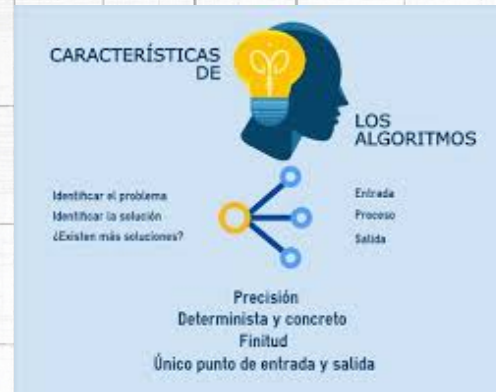 CARACTERÍSTICAS
DE
LOS
ALGORITMOS
Identificar el problema
Identificar la solución
¿Existen más soluciones?
Entrada
Proceso
Salida
Precisión
Determinista y concreto
Finitud
Único punto de entrada y salida